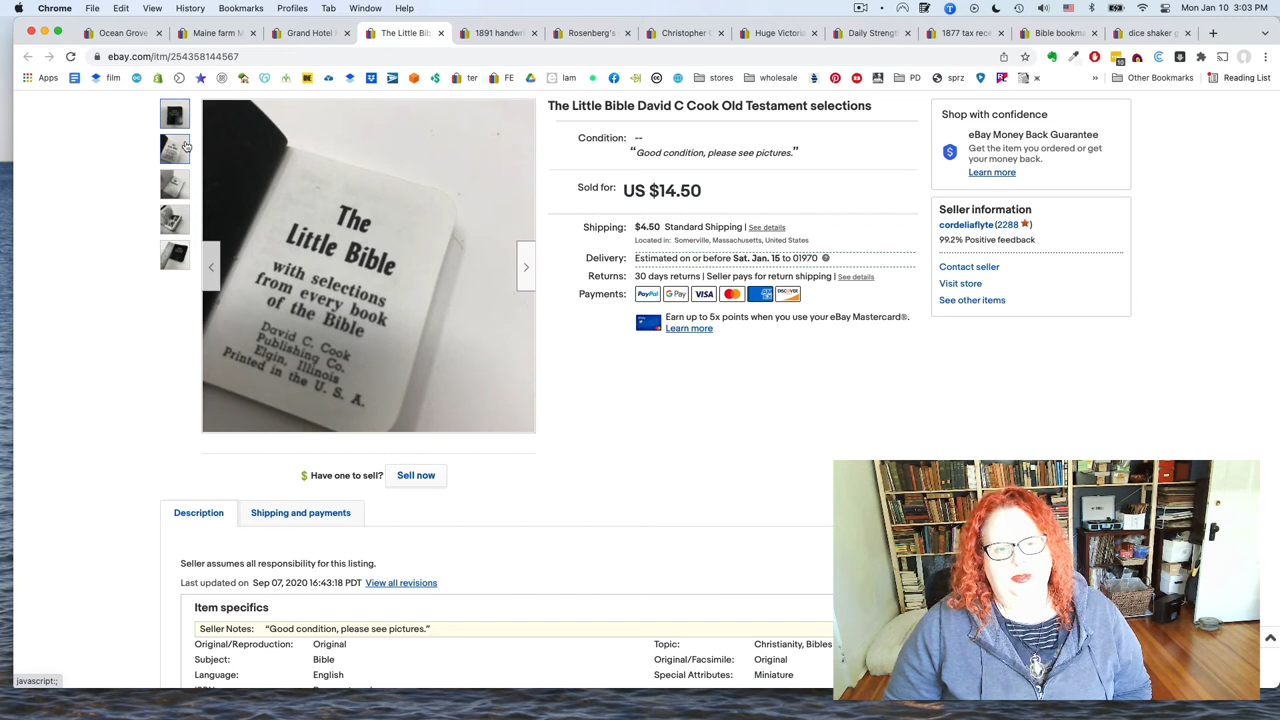 Chrome File Edit View History Bookmarks Profiles Tab Window Help Mon Jan 10 3:03 PM
Ocean Grove Maine farm M Grand Hotel The Little Bib 1891 handwri Rosenberg's Christopher C Huge Victoria Daily Strength 1877 tax rece Bible bookma dice shaker g
ebay.com/itm/254358144567
Apps film ter FE lam stores wholesale PD sprz » Other Bookmarks Reading List
The Little Bible David C Cook Old Testament selections
Condition: --
“Good condition, please see pictures.”
Sold for: US $14.50
Shipping: $4.50 Standard Shipping | See details
Located in: Somerville, Massachusetts, United States
Delivery: Estimated on or before Sat. Jan. 15 to 01970
Returns: 30 days returns | Seller pays for return shipping | See details
Payments: PayPal G Pay VISA DISCOVER
Earn up to 5x points when you use your eBay Mastercard®.
Learn more
Shop with confidence
eBay Money Back Guarantee
Get the item you ordered or get
your money back.
Learn more
Seller information
cordeliaflyte (2288 )
99.2% Positive feedback
Contact seller
Visit store
See other items
The
Little Bible
with selections
from every book
of the Bible
David C. Cook
Publishing Co.
Elgin, Illinois
Printed in the U. S. A.
Have one to sell? Sell now
Description Shipping and payments
Seller assumes all responsibility for this listing.
Last updated on Sep 07, 2020 16:43:18 PDT View all revisions
Item specifics
Seller Notes: “Good condition, please see pictures.”
Original/Reproduction: Original Topic: Christianity, Bibles
Subject: Bible Original/Facsimile: Original
Language: English Special Attributes: Miniature
javascript:;